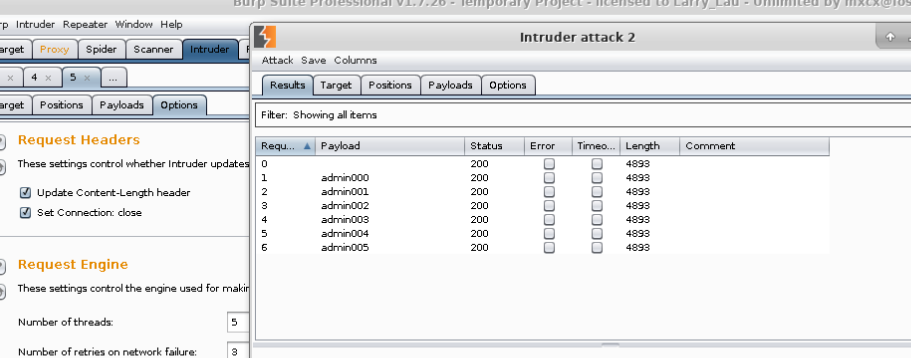 Burp Suite Professional v1.7.26 - Temporary Project - licensed to Larry_Lau - Unlimited by mxcx@fos
rp Intruder Repeater Window Help
arget Proxy Spider Scanner Intruder
× 4 × 5 × ...
arget Positions Payloads Options
Request Headers
These settings control whether Intruder updates
Update Content-Length header
Set Connection: close
Request Engine
These settings control the engine used for makin
Number of threads: 5
Number of retries on network failure: 3
Intruder attack 2
Attack Save Columns
Results Target Positions Payloads Options
Filter: Showing all items
Requ... Payload Status Error Timeo... Length Comment
0 200 4893
1 admin000 200 4893
2 admin001 200 4893
3 admin002 200 4893
4 admin003 200 4893
5 admin004 200 4893
6 admin005 200 4893